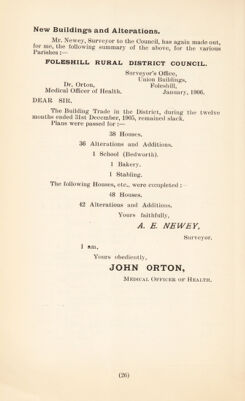 New Buildings and Alterations.
Mr. Newey, Surveyor to the Council, has again made out,
for me, the following summary of the above, for the various
Parishes :—
FOLESHILL RURAL DISTRICT COUNCIL.
Surveyor's Office,
Union Buildings,
Dr. Orton, Foleshill,
Medical Officer of Health. January, 1906.
DEAR SIR,
The Building Trade in the District, during the twelve
months ended 31st December, 1905, remained slack.
Plans were passed for :—
38 Houses.
36 Alterations and Additions.
1 School (Bedworth).
1 Bakery.
1 Stabling.
The following Houses, etc., were completed :—
48 Houses.
42 Alterations and Additions.
Yours faithfully,
A. E. NEWEY,
Surveyor.
I am,
Yours obediently,
JOHN ORTON,
MEDICAL OFFICER OF HEALTH.
(26)